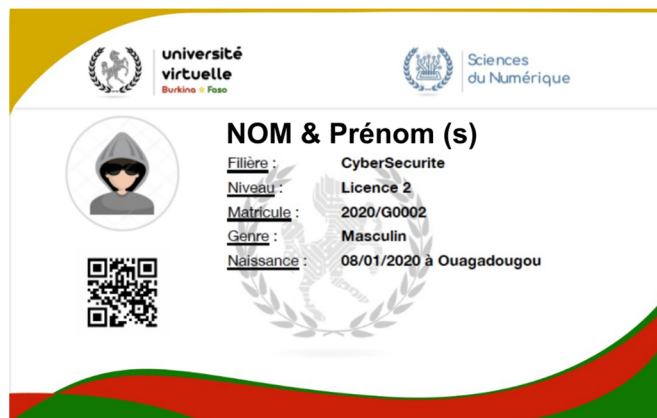 université
virtuelle
Burkina Faso
Sciences
du Numérique
NOM & Prénom (s)
Filière : CyberSecurite
Niveau : Licence 2
Matricule : 2020/G0002
Genre : Masculin
Naissance : 08/01/2020 à Ouagadougou